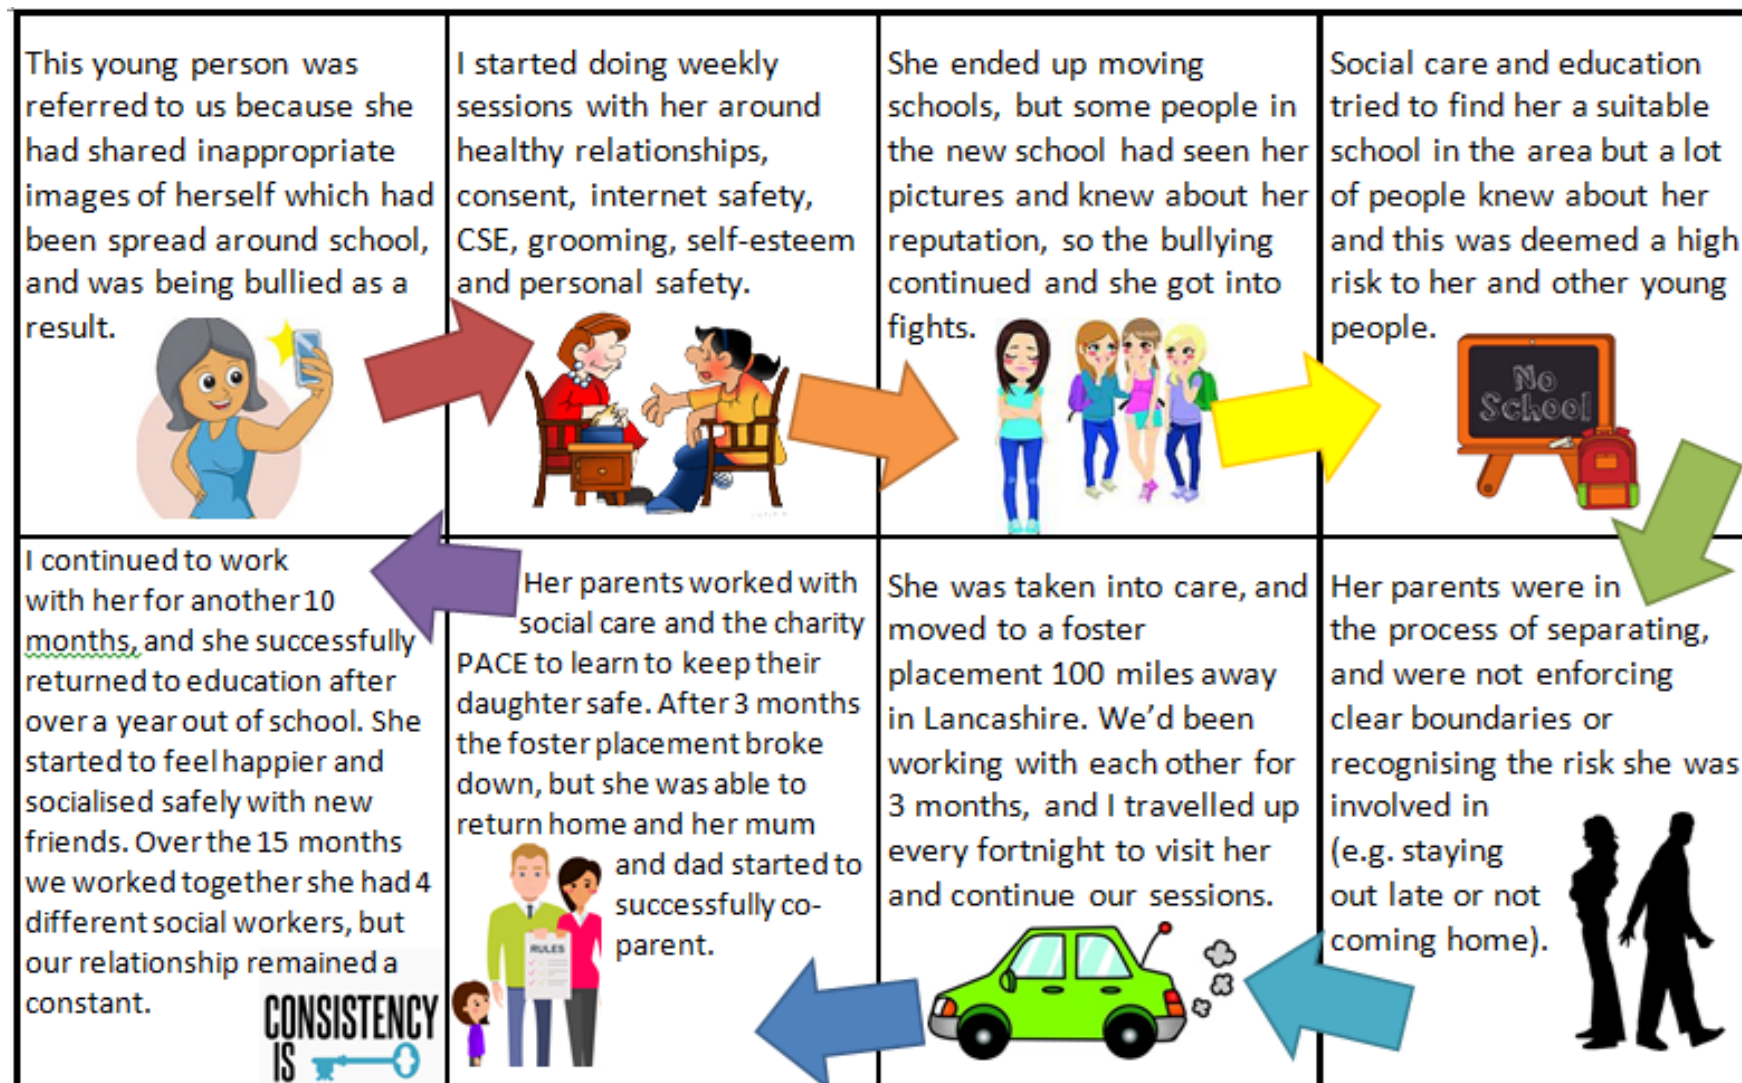 This young person was
referred to us because she
had shared inappropriate
images of herself which had
been spread around school,
and was being bullied as a
result.
I started doing weekly
sessions with her around
healthy relationships,
consent, internet safety,
CSE, grooming, self-esteem
and personal safety.
She ended up moving
schools, but some people in
the new school had seen her
pictures and knew about her
reputation, so the bullying
continued and she got into
fights.
Social care and education
tried to find her a suitable
school in the area but a lot
of people knew about her
and this was deemed a high
risk to her and other young
people.
No
School
Her parents were in
the process of separating,
and were not enforcing
clear boundaries or
recognising the risk she was
involved in
(e.g. staying
out late or not
coming home).
She was taken into care, and
moved to a foster
placement 100 miles away
in Lancashire. We'd been
working with each other for
3 months, and I travelled up
every fortnight to visit her
and continue our sessions.
Her parents worked with
social care and the charity
PACE to learn to keep their
daughter safe. After 3 months
the foster placement broke
down, but she was able to
return home and her mum
and dad started to
successfully co-
parent.
RULES
I continued to work
with her for another 10
months, and she successfully
returned to education after
over a year out of school. She
started to feel happier and
socialised safely with new
friends. Over the 15 months
we worked together she had 4
different social workers, but
our relationship remained a
constant.
CONSISTENCY
IS